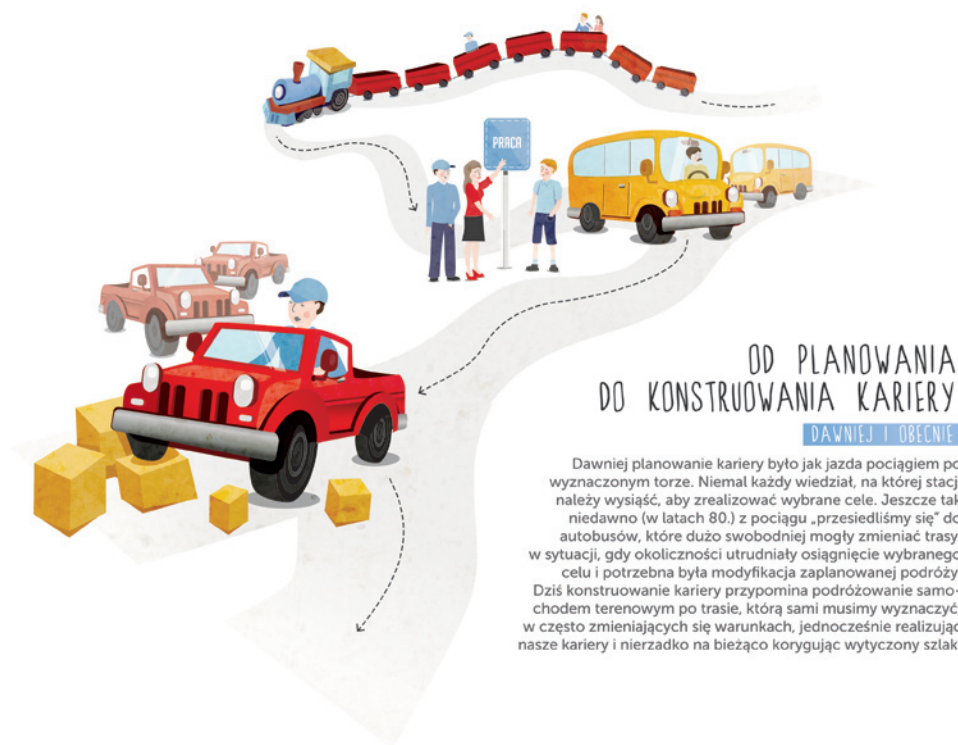 PRACA
OD PLANOWANIA
DO KONSTRUOWANIA KARIERY
DAWNIEJ I OBECNIE
Dawniej planowanie kariery było jak jazda pociągiem po
wyznaczonym torze. Niemal każdy wiedział, na której stacji
należy wysiąść, aby zrealizować wybrane cele. Jeszcze tak
niedawno (w latach 80.) z pociągu „przesiedliśmy się” do
autobusów, które dużo swobodniej mogły zmieniać trasy
w sytuacji, gdy okoliczności utrudniały osiągnięcie wybranego
celu i potrzebna była modyfikacja zaplanowanej podróży
Dziś konstruowanie kariery przypomina podróżowanie samo-
chodem terenowym po trasie, którą sami musimy wyznaczyć
w często zmieniających się warunkach, jednocześnie realizując
nasze kariery i nierzadko na bieżąco korygując wytyczony szlak